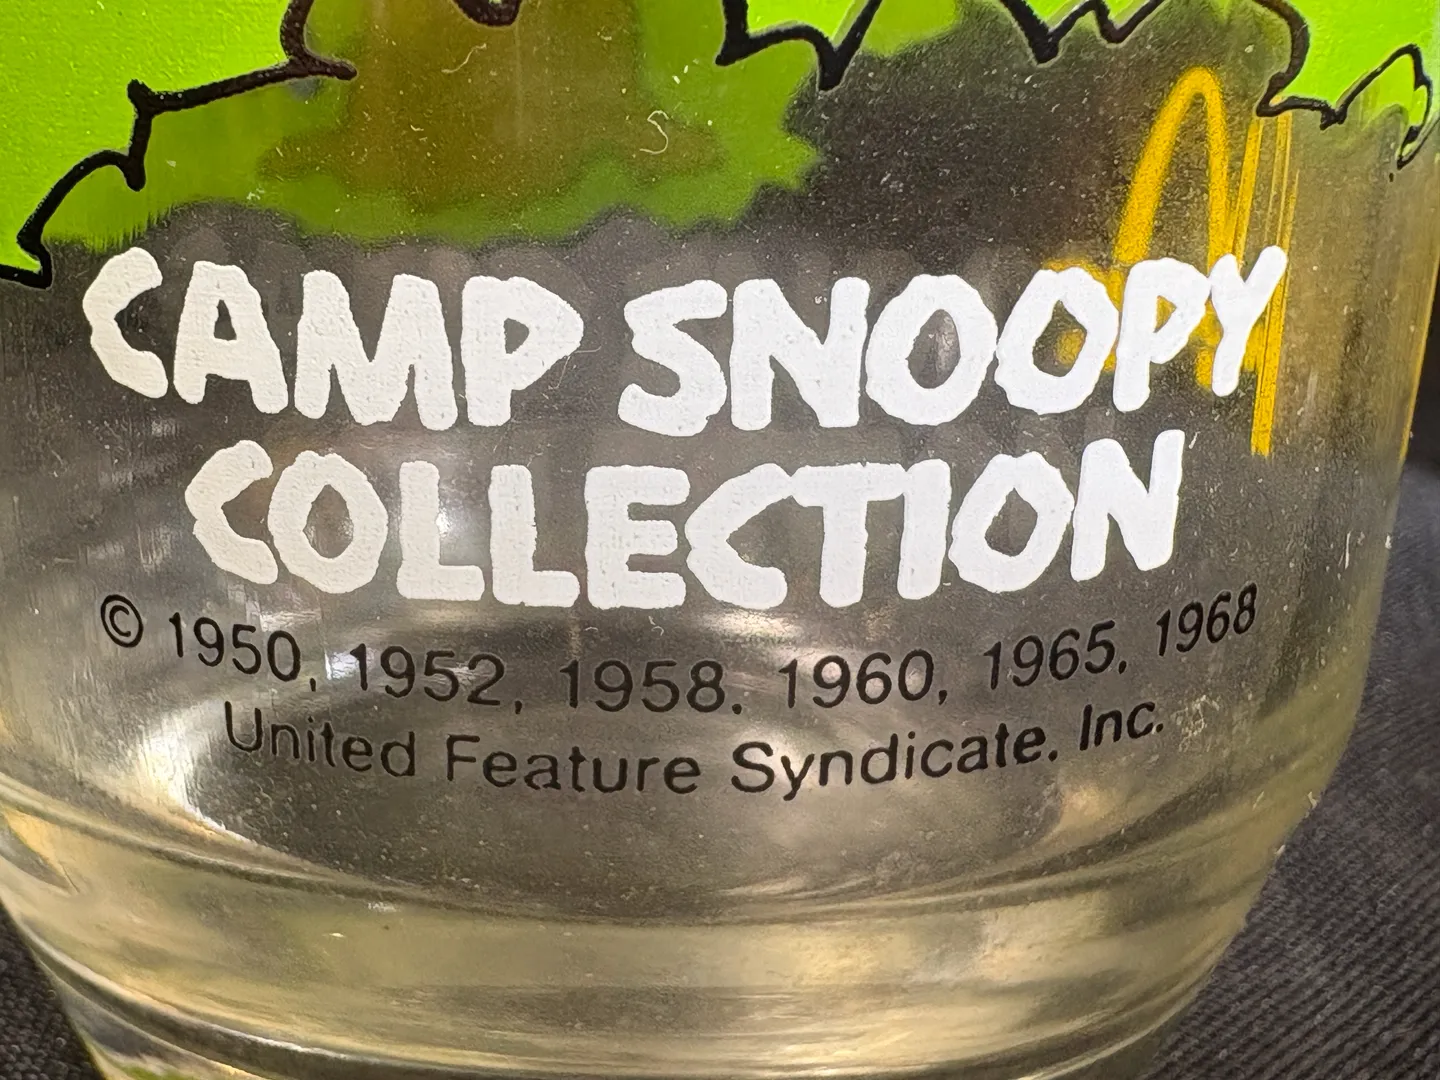 CAMP SNOOPY
COLLECTION
© 1950, 1952, 1958. 1960, 1965, 1968
United Feature Syndicate. Inc.